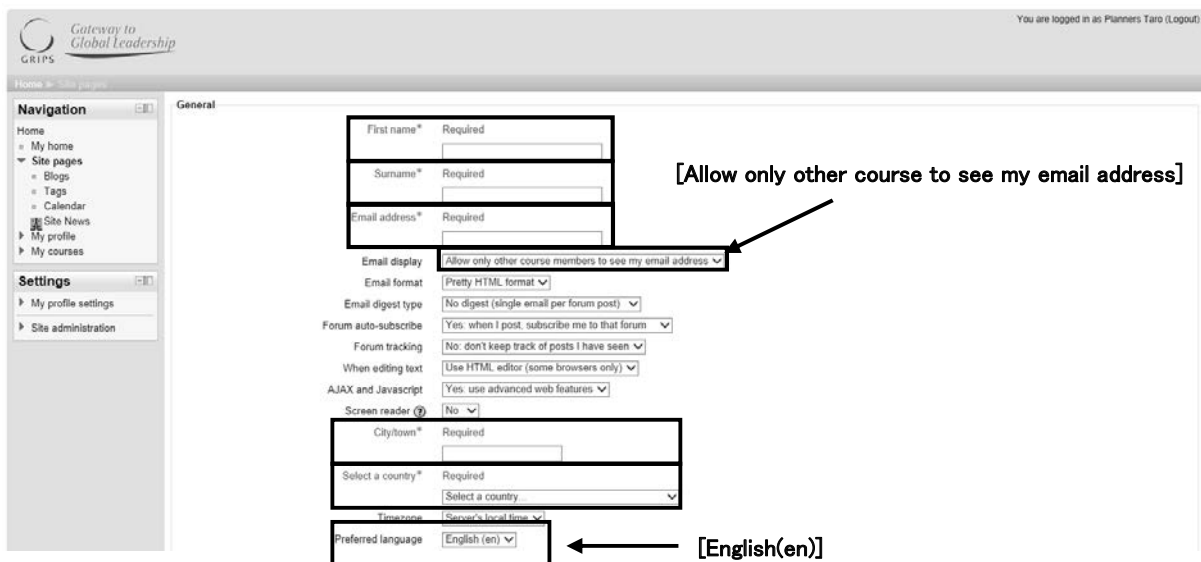 You are logged in as Planners Taro (Logout)
Gateway to
Global Leadership
GRIPS
Home ► Site pages
Navigation
Home
My home
Site pages
Blogs
Tags
Calendar
Site News
My profile
My courses
Settings
My profile settings
Site administration
General
First name* Required
Surname* Required
Email address* Required
[Allow only other course to see my email address]
Email display Allow only other course members to see my email address
Email format Pretty HTML format
Email digest type No digest (single email per forum post)
Forum auto-subscribe Yes: when I post, subscribe me to that forum
Forum tracking No: don't keep track of posts I have seen
When editing text Use HTML editor (some browsers only)
AJAX and Javascript Yes: use advanced web features
Screen reader ? No
City/town* Required
Select a country* Required
Select a country...
Timezone Server's local time
Preferred language English (en)
[English(en)]